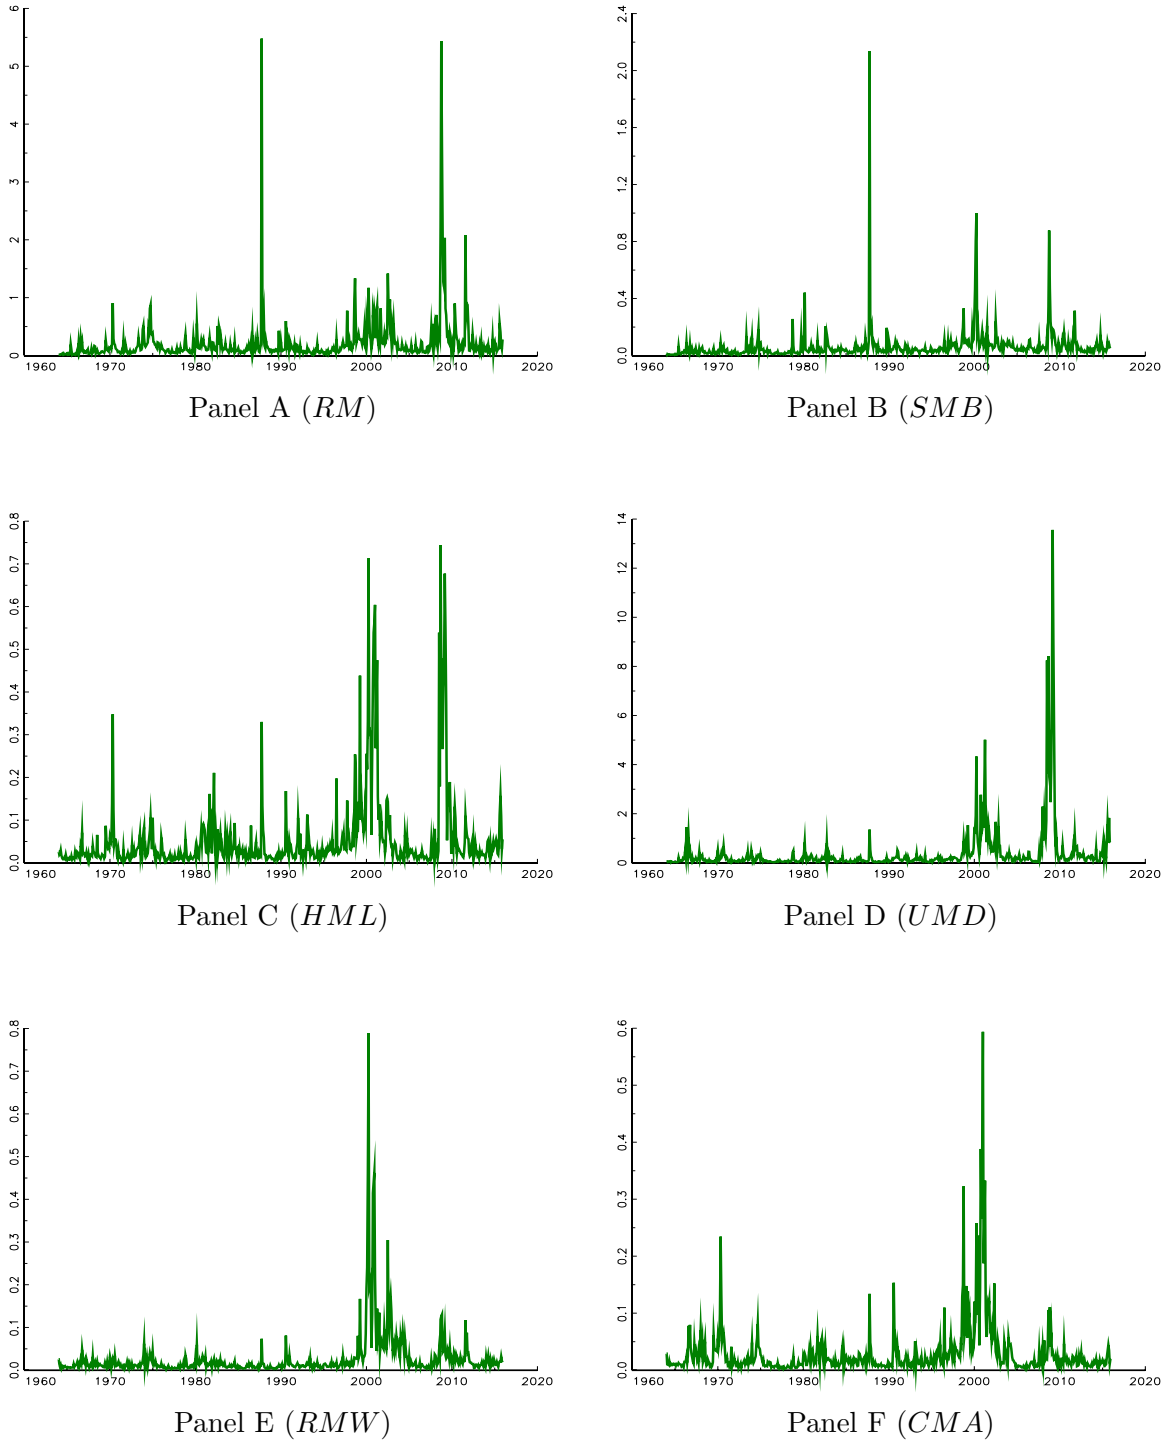 0 1 2 3 4 5 6
1960 1970 1980 1990 2000 2010 2020
Panel A (RM)
0.0 0.4 0.8 1.2 1.6 2.0 2.4
1960 1970 1980 1990 2000 2010 2020
Panel B (SMB)
0.0 0.1 0.2 0.3 0.4 0.5 0.6 0.7 0.8
1960 1970 1980 1990 2000 2010 2020
Panel C (HML)
0 2 4 6 8 10 12 14
1960 1970 1980 1990 2000 2010 2020
Panel D (UMD)
0.0 0.1 0.2 0.3 0.4 0.5 0.6 0.7 0.8
1960 1970 1980 1990 2000 2010 2020
Panel E (RMW)
0.0 0.1 0.2 0.3 0.4 0.5 0.6
1960 1970 1980 1990 2000 2010 2020
Panel F (CMA)